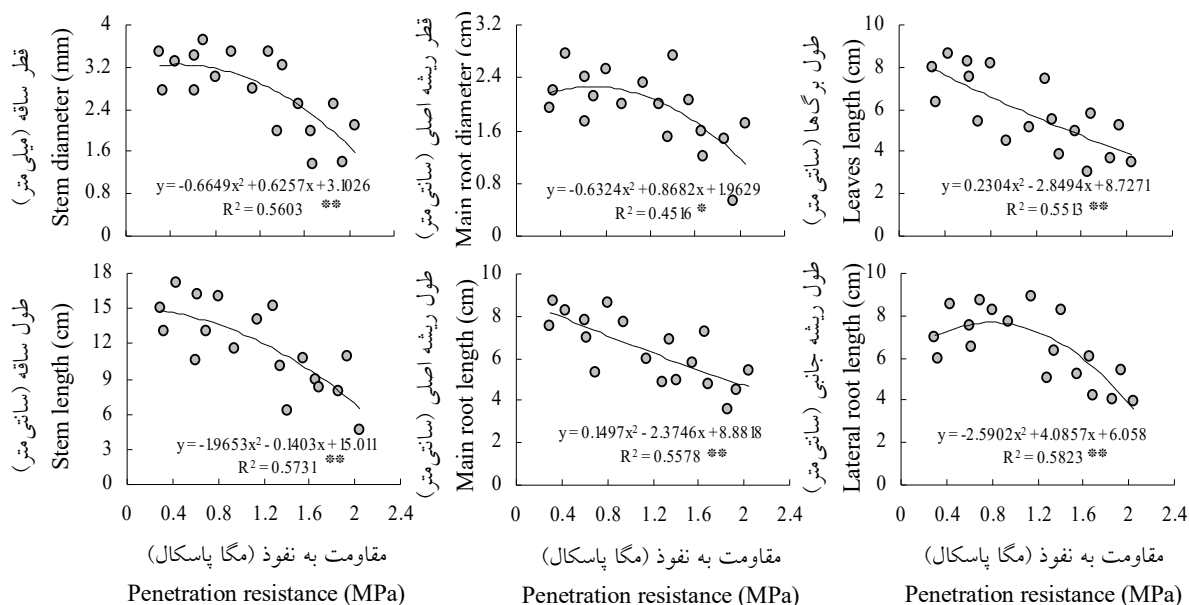 قطر ساقه (میلی متر)
Stem diameter (mm)
4
3.2
2.4
1.6
0.8
0
y = -0.6649x² + 0.6257x + 3.1026
R² = 0.5603 **
قطر ریشه اصلی (سانتی متر)
Main root diameter (cm)
3.2
2.4
1.6
0.8
0
y = -0.6324x² + 0.8682x + 1.9629
R² = 0.4516 *
طول برگ‌ها (سانتی متر)
Leaves length (cm)
10
8
6
4
2
0
y = 0.2304x² - 2.8494x + 8.7271
R² = 0.5513 **
طول ساقه (سانتی متر)
Stem length (cm)
18
15
12
9
6
3
0
y = -1.9653x² - 0.1403x + 15.011
R² = 0.5731 **
0 0.4 0.8 1.2 1.6 2 2.4
مقاومت به نفوذ (مگا پاسکال)
Penetration resistance (MPa)
طول ریشه اصلی (سانتی متر)
Main root length (cm)
10
8
6
4
2
0
y = 0.1497x² - 2.3746x + 8.8818
R² = 0.5578 **
0 0.4 0.8 1.2 1.6 2 2.4
مقاومت به نفوذ (مگا پاسکال)
Penetration resistance (MPa)
طول ریشه جانبی (سانتی متر)
Lateral root length (cm)
10
8
6
4
2
0
y = -2.5902x² + 4.0857x + 6.058
R² = 0.5823 **
0 0.4 0.8 1.2 1.6 2 2.4
مقاومت به نفوذ (مگا پاسکال)
Penetration resistance (MPa)